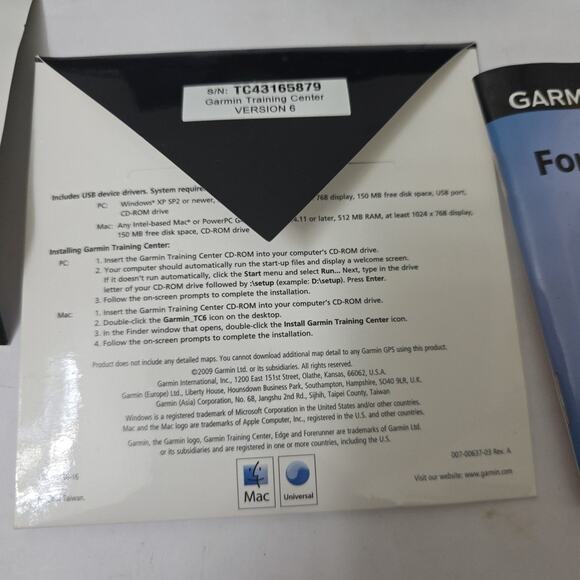 S/N: TC43165879
Garmin Training Center
VERSION 6
GARM
For
Includes USB device drivers. System require
PC: Windows® XP SP2 or newer, 768 display, 150 MB free disk space, USB port,
CD-ROM drive
Mac: Any Intel-based Mac® or PowerPC G 4.11 or later, 512 MB RAM, at least 1024 x 768 display,
150 MB free disk space, CD-ROM drive
Installing Garmin Training Center:
PC: 1. Insert the Garmin Training Center CD-ROM into your computer's CD-ROM drive.
2. Your computer should automatically run the start-up files and display a welcome screen.
If it doesn't run automatically, click the Start menu and select Run... Next, type in the drive
letter of your CD-ROM drive followed by :\setup (example: D:\setup). Press Enter.
3. Follow the on-screen prompts to complete the installation.
Mac: 1. Insert the Garmin Training Center CD-ROM into your computer's CD-ROM drive.
2. Double-click the Garmin_TC6 icon on the desktop.
3. In the Finder window that opens, double-click the Install Garmin Training Center icon.
4. Follow the on-screen prompts to complete the installation.
Product does not include any detailed maps. You cannot download additional map detail to any Garmin GPS using this product.
©2009 Garmin Ltd. or its subsidiaries. All rights reserved.
Garmin International, Inc., 1200 East 151st Street, Olathe, Kansas, 66062, U.S.A.
Garmin (Europe) Ltd., Liberty House, Hounsdown Business Park, Southampton, Hampshire, SO40 9LR, U.K.
Garmin (Asia) Corporation, No. 68, Jangshu 2nd Rd., Sijhih, Taipei County, Taiwan
Windows is a registered trademark of Microsoft Corporation in the United States and/or other countries.
Mac and the Mac logo are trademarks of Apple Computer, Inc., registered in the U.S. and other countries.
Garmin, the Garmin logo, Garmin Training Center, Edge and Forerunner are trademarks of Garmin Ltd.
or its subsidiaries and are registered in one or more countries, including the U.S.
007-00637-03 Rev. A
Taiwan.
Mac
Universal
Visit our website: www.garmin.com